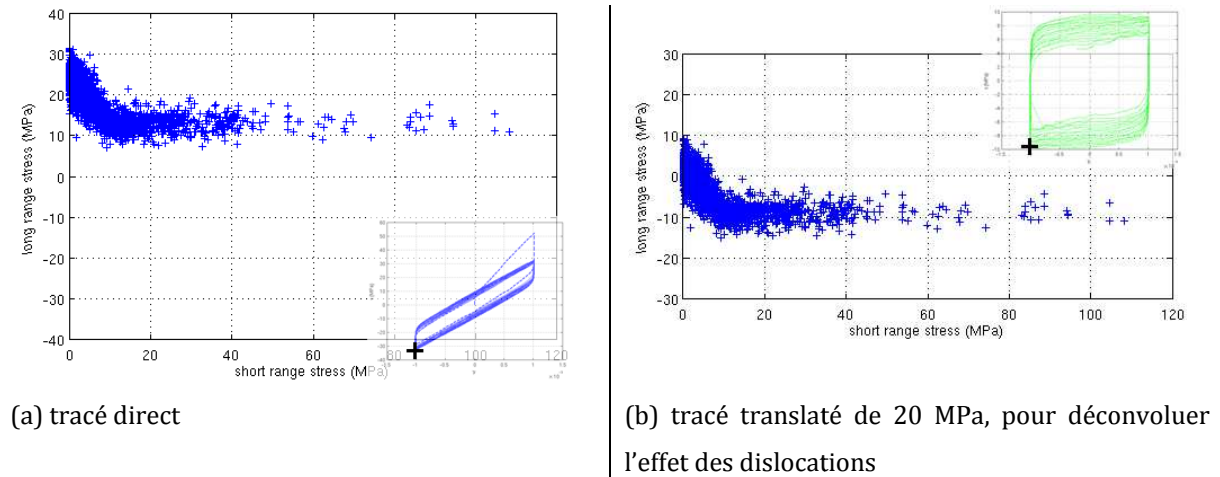 40
30
20
10
0
-10
-20
-30
-40
long range stress (MPa)
0 20 40 60 80 100 120
short range stress (MPa)
(a) tracé direct
30
20
10
0
-10
-20
-30
long range stress (MPa)
0 20 40 60 80 100 120
short range stress (MPa)
(b) tracé translaté de 20 MPa, pour déconvoluer
l'effet des dislocations